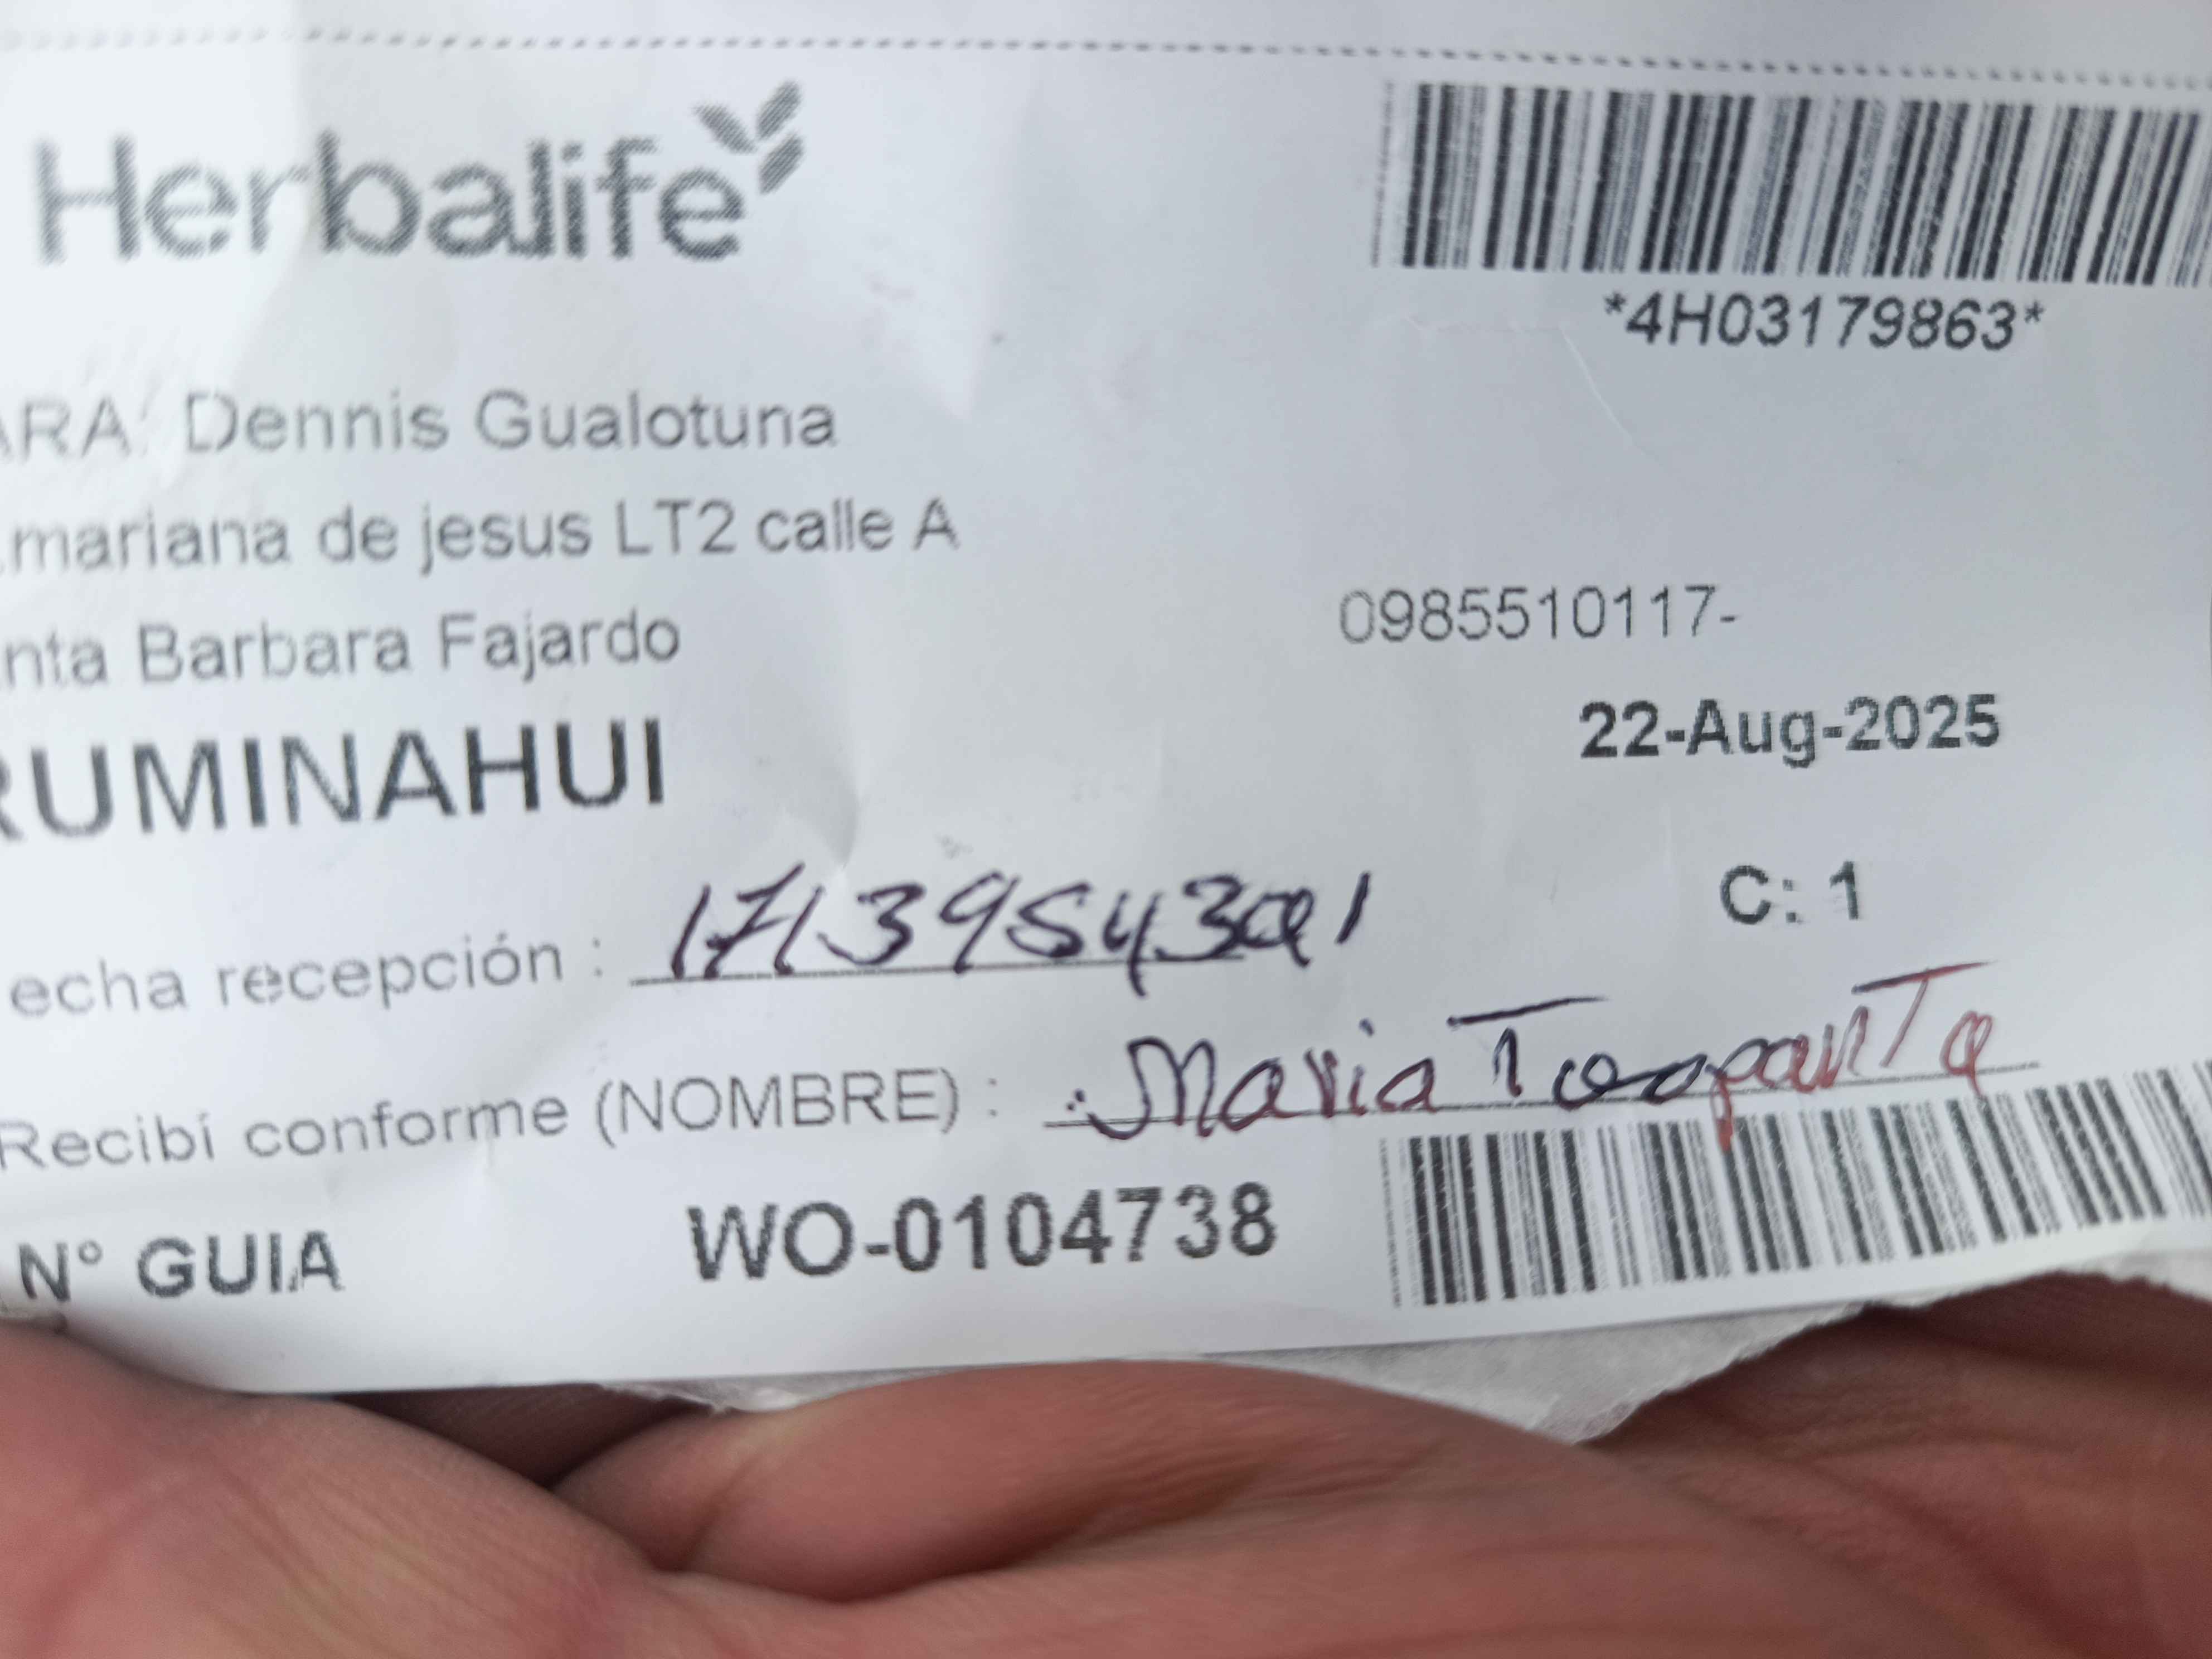 Herbalife
*4H03179863*
ARA: Dennis Gualotuna
mariana de jesus LT2 calle A
nta Barbara Fajardo
0985510117-
22-Aug-2025
RUMINAHUI
C: 1
echa recepción :
Recibí conforme (NOMBRE) : Maria
N° GUIA WO-0104738